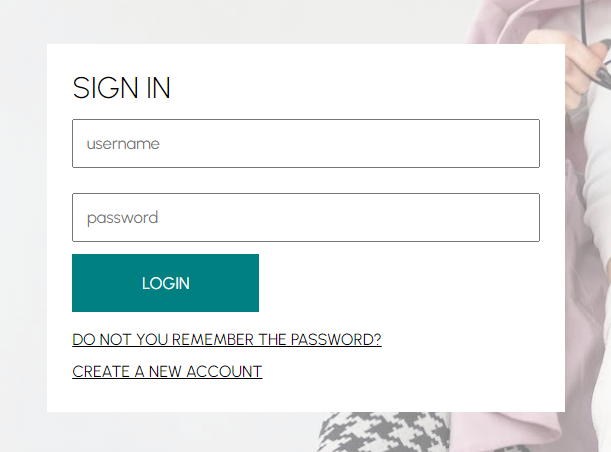 SIGN IN
username
password
LOGIN
DO NOT YOU REMEMBER THE PASSWORD?
CREATE A NEW ACCOUNT